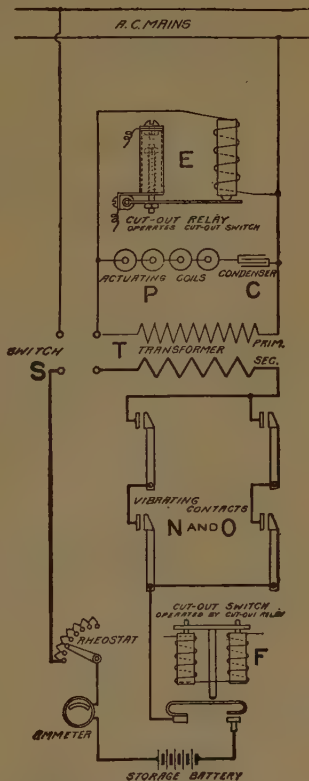 A.C. MAINS
E
CUT-OUT RELAY
OPERATED CUT-OUT SWITCH
ACTUATING COILS
CONDENSER
P
C
SWITCH
S
T
TRANSFORMER
PRIM.
SEC.
VIBRATING CONTACTS
N AND O
CUT-OUT SWITCH
OPERATED BY CUT-OUT RELAY
F
RHEOSTAT
AMMETER
STORAGE BATTERY